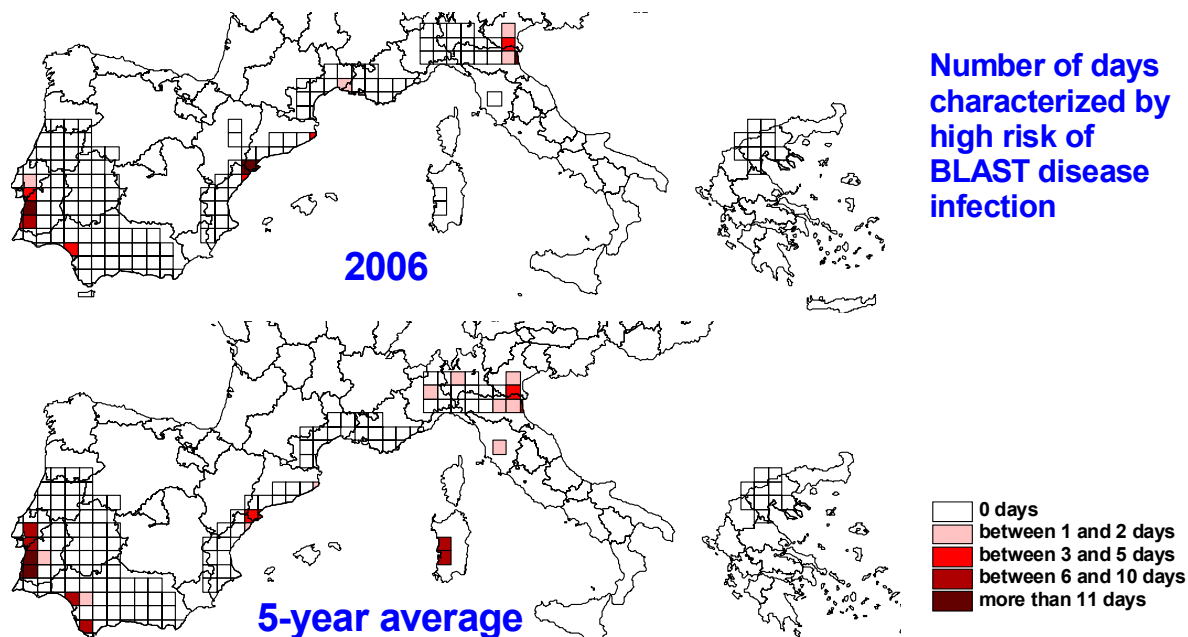 Number of days
characterized by
high risk of
BLAST disease
infection
2006
5-year average
0 days
between 1 and 2 days
between 3 and 5 days
between 6 and 10 days
more than 11 days